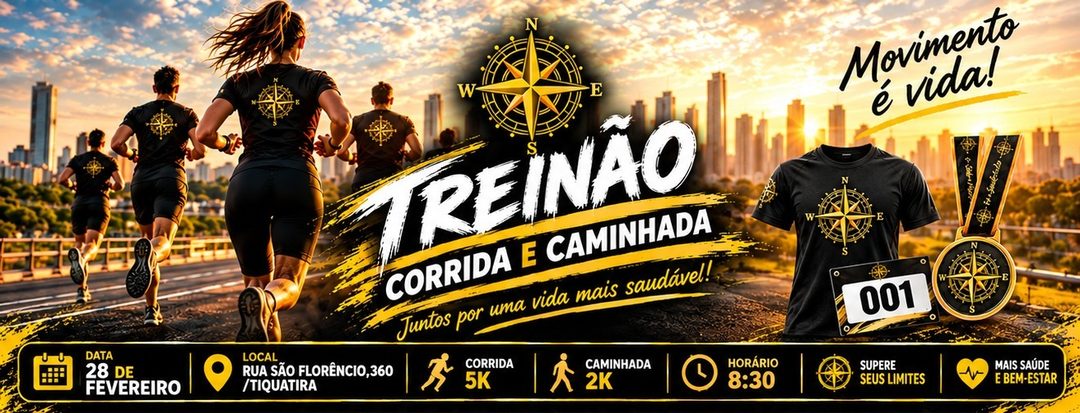 N
W E
S
TREINÃO
CORRIDA E CAMINHADA
Juntos por uma vida mais saudável!
Movimento
é vida!
N
W E
S
001
DATA
28 DE
FEVEREIRO
LOCAL
RUA SÃO FLORÊNCIO,360
/TIQUATIRA
CORRIDA
5K
CAMINHADA
2K
HORÁRIO
8:30
SUPERE
SEUS LIMITES
MAIS SAÚDE
E BEM-ESTAR